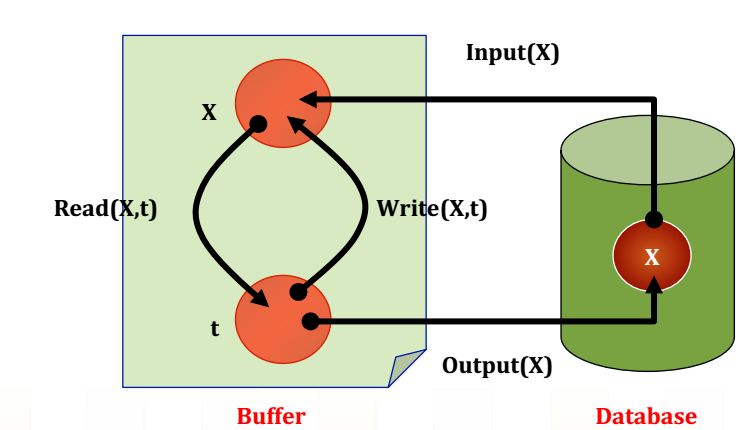 Input(X)
X
Read(X,t)
Write(X,t)
X
t
Output(X)
Buffer
Database